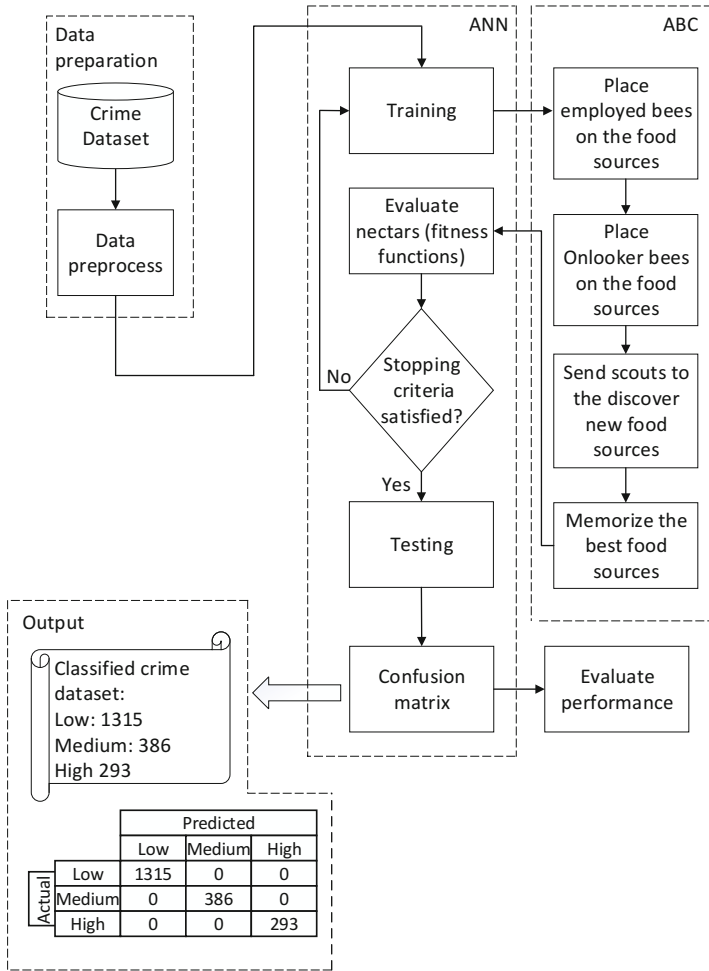 Data
preparation
Crime
Dataset
Data
preprocess
ANN
Training
Evaluate
nectars (fitness
functions)
No
Stopping
criteria
satisfied?
Yes
Testing
Confusion
matrix
ABC
Place
employed bees
on the food
sources
Place
Onlooker bees
on the food
sources
Send scouts to
the discover
new food
sources
Memorize the
best food
sources
Evaluate
performance
Output
Classified crime
dataset:
Low: 1315
Medium: 386
High 293
Predicted
Low Medium High
Actual
Low 1315 0 0
Medium 0 386 0
High 0 0 293